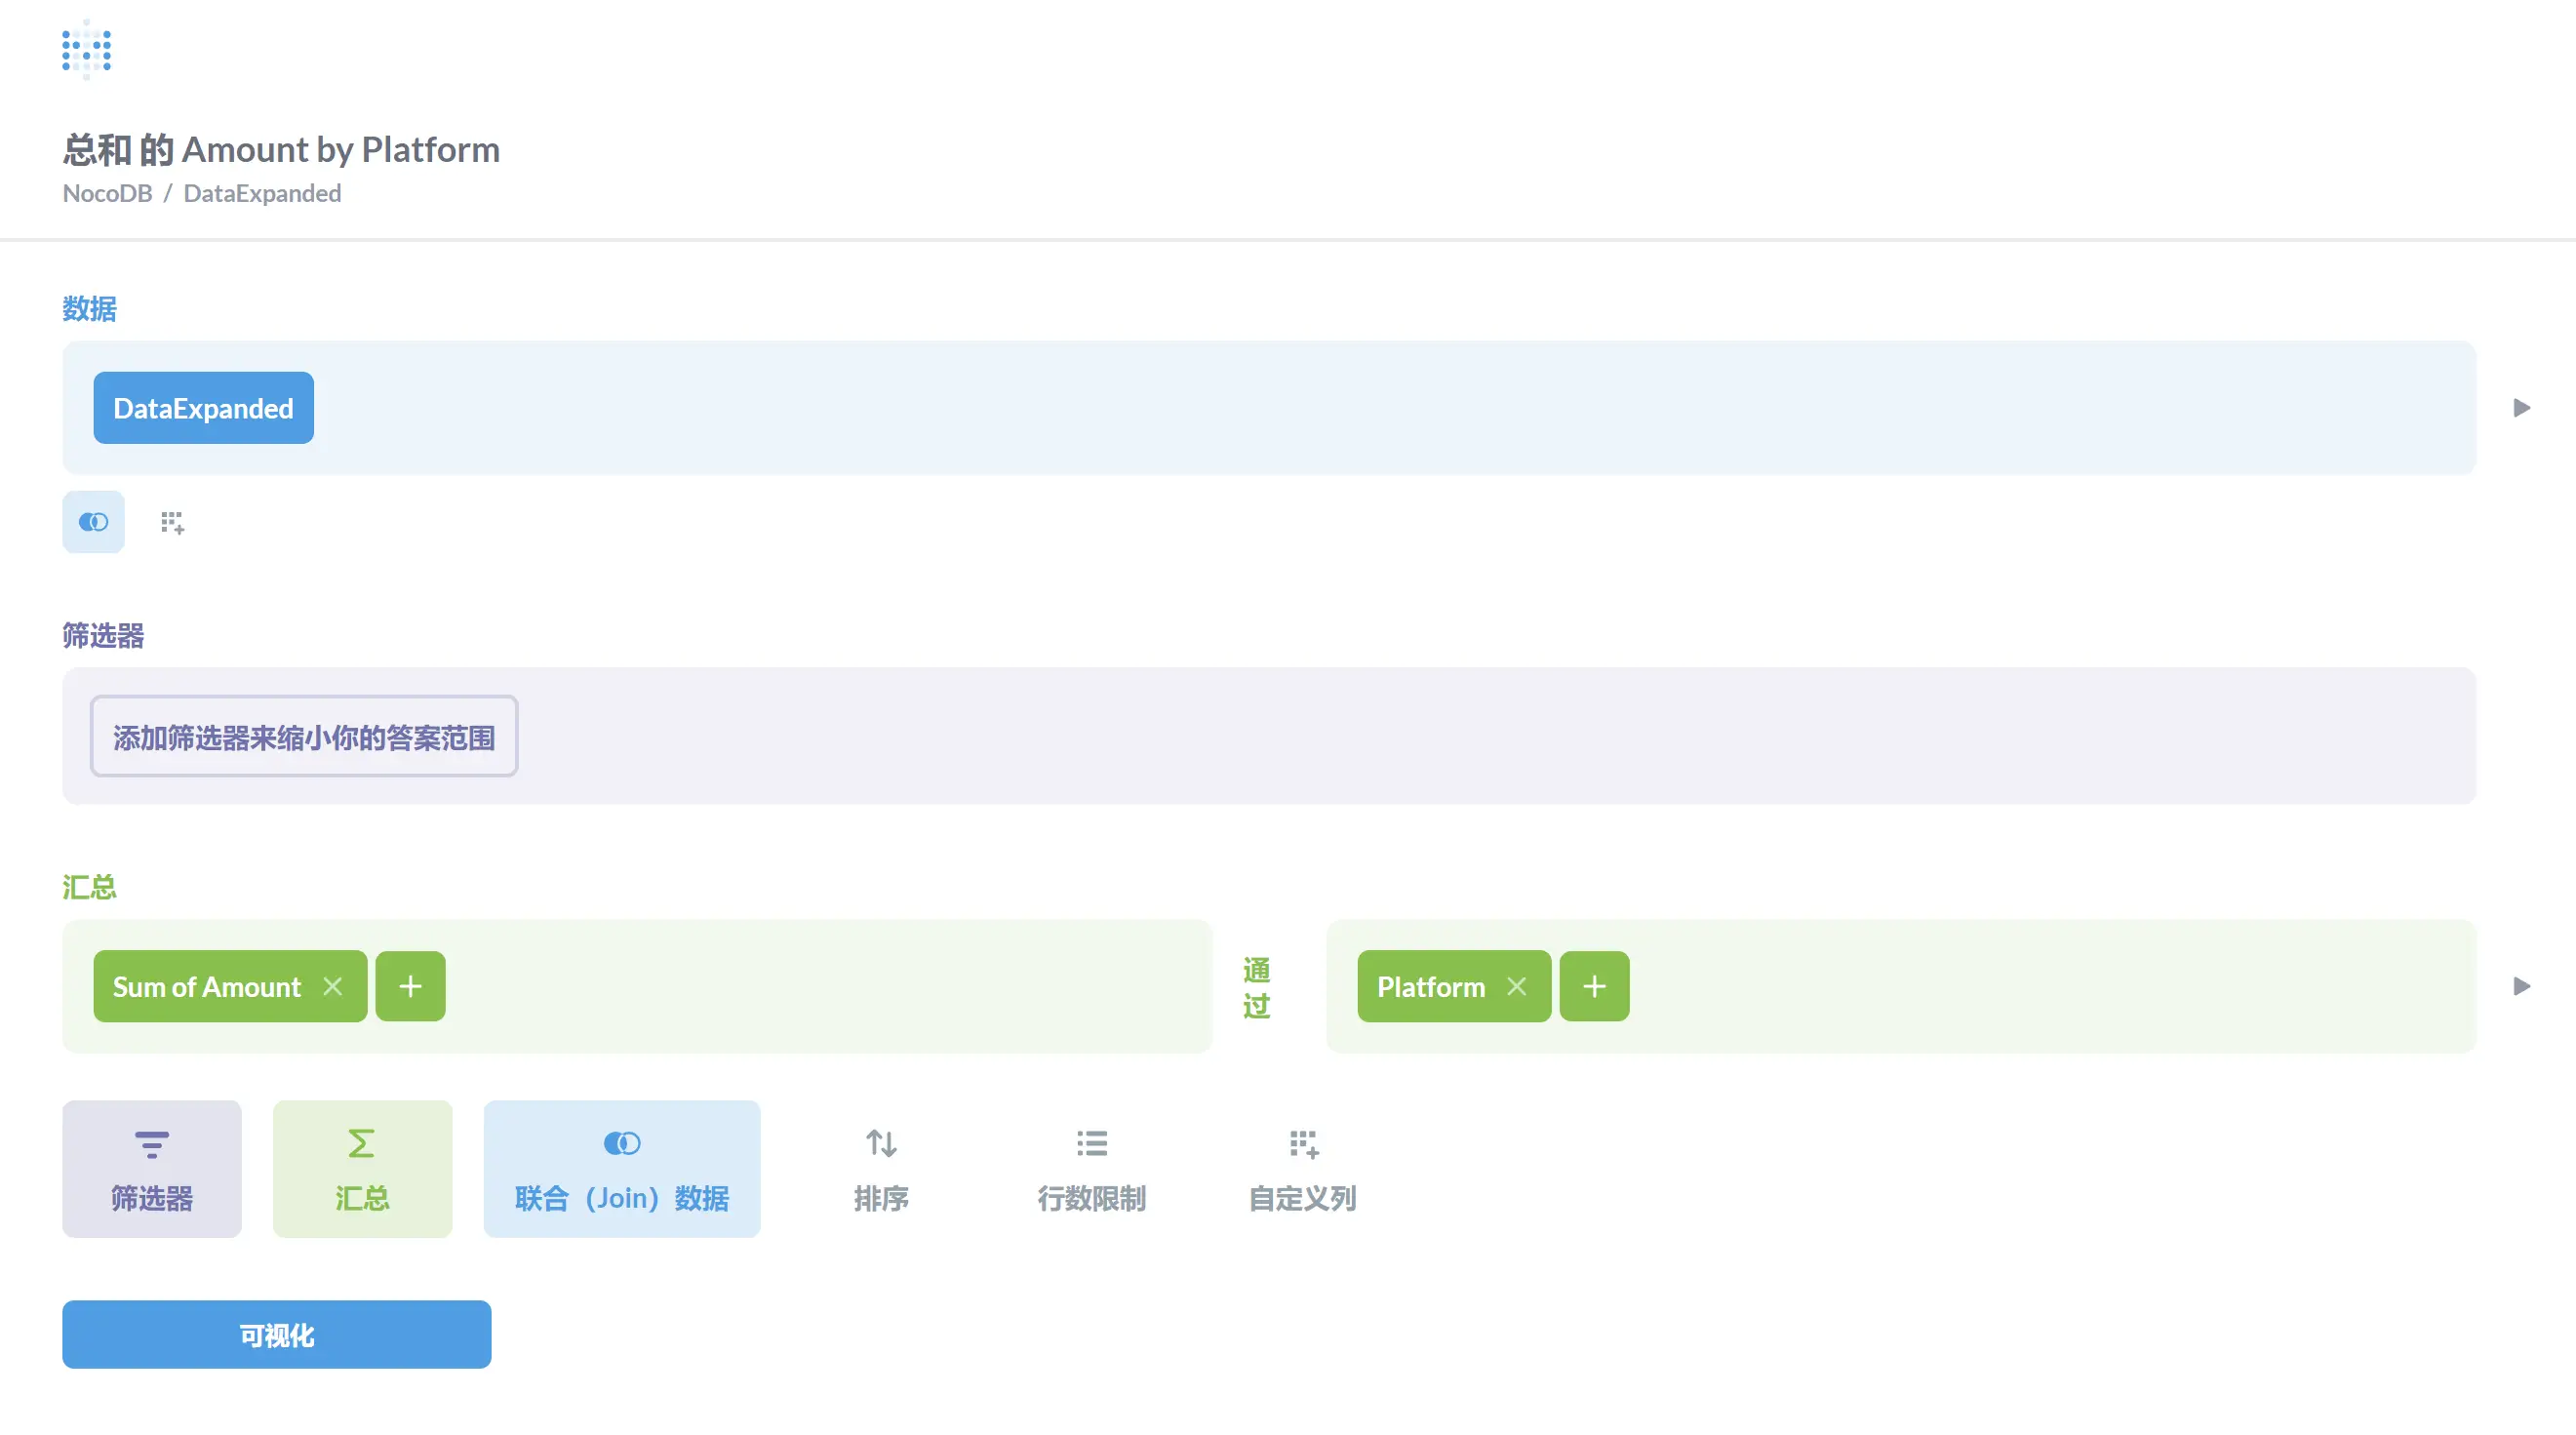 总和 的 Amount by Platform
NocoDB / DataExpanded
数据
DataExpanded
筛选器
添加筛选器来缩小你的答案范围
汇总
Sum of Amount
通过
Platform
筛选器
汇总
联合（Join）数据
排序
行数限制
自定义列
可视化